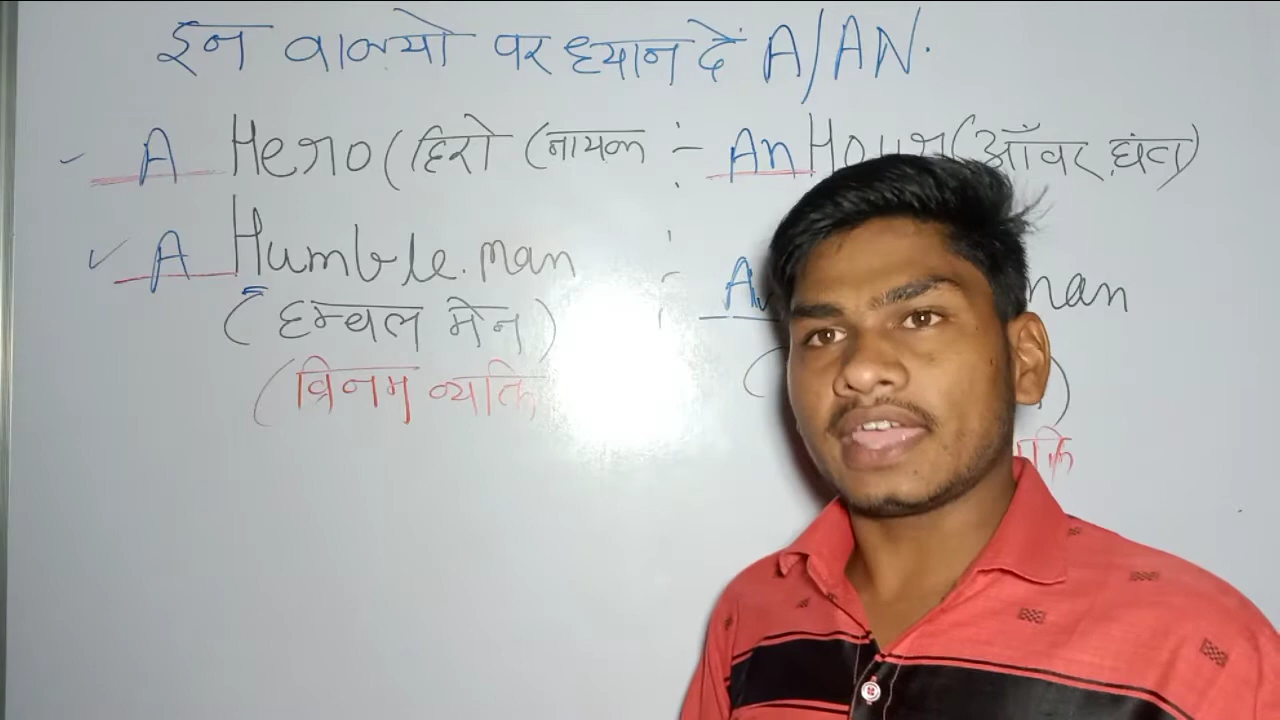 इन वाक्यो पर ध्यान दें A/AN.
A Hero (हिरो (नायक :- An Hour (ऑवर घंटा)
A Humble. man :- An man
(हम्बल मेन)
(विनम्र व्यक्ति